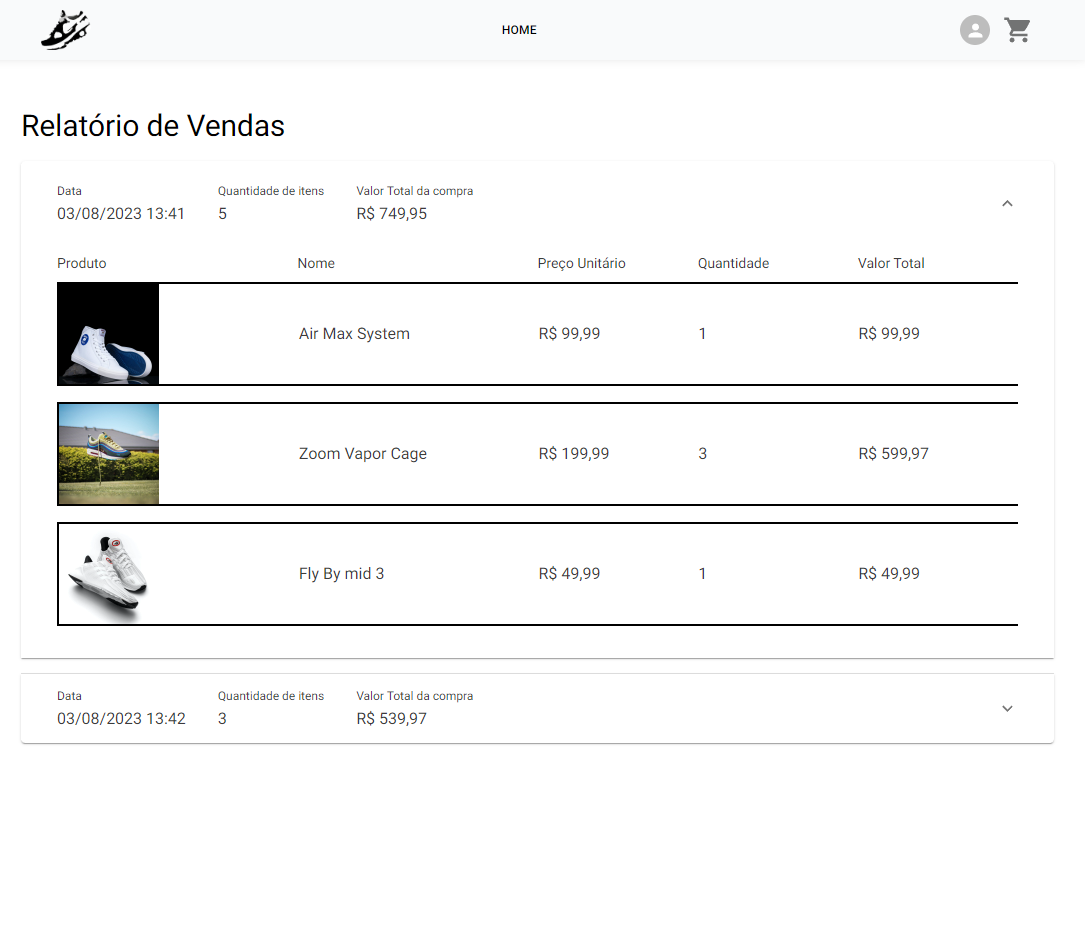 HOME
Relatório de Vendas
Data Quantidade de itens Valor Total da compra
03/08/2023 13:41 5 R$ 749,95
Produto Nome Preço Unitário Quantidade Valor Total
Air Max System R$ 99,99 1 R$ 99,99
Zoom Vapor Cage R$ 199,99 3 R$ 599,97
Fly By mid 3 R$ 49,99 1 R$ 49,99
Data Quantidade de itens Valor Total da compra
03/08/2023 13:42 3 R$ 539,97